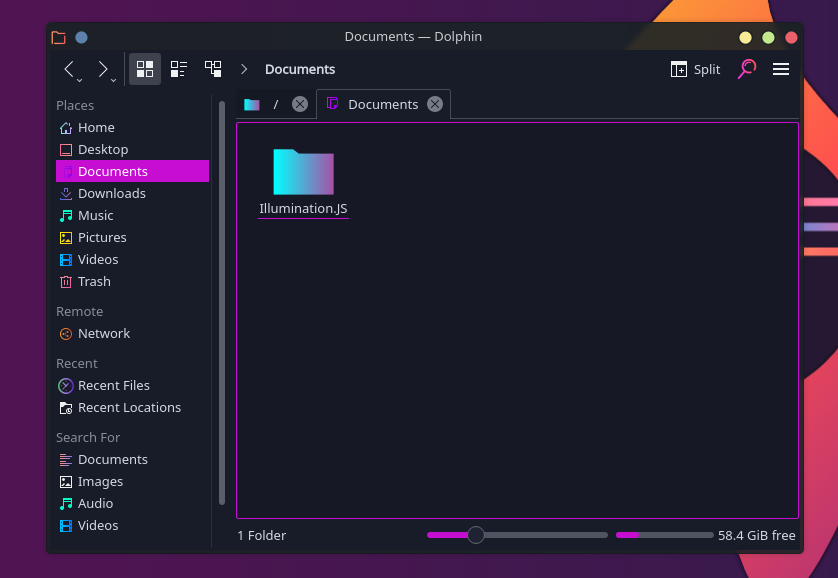 Documents — Dolphin
Documents
Split
Places
Home
Desktop
Documents
Downloads
Music
Pictures
Videos
Trash
Remote
Network
Recent
Recent Files
Recent Locations
Search For
Documents
Images
Audio
Videos
/
Documents
Illumination.JS
1 Folder
58.4 GiB free